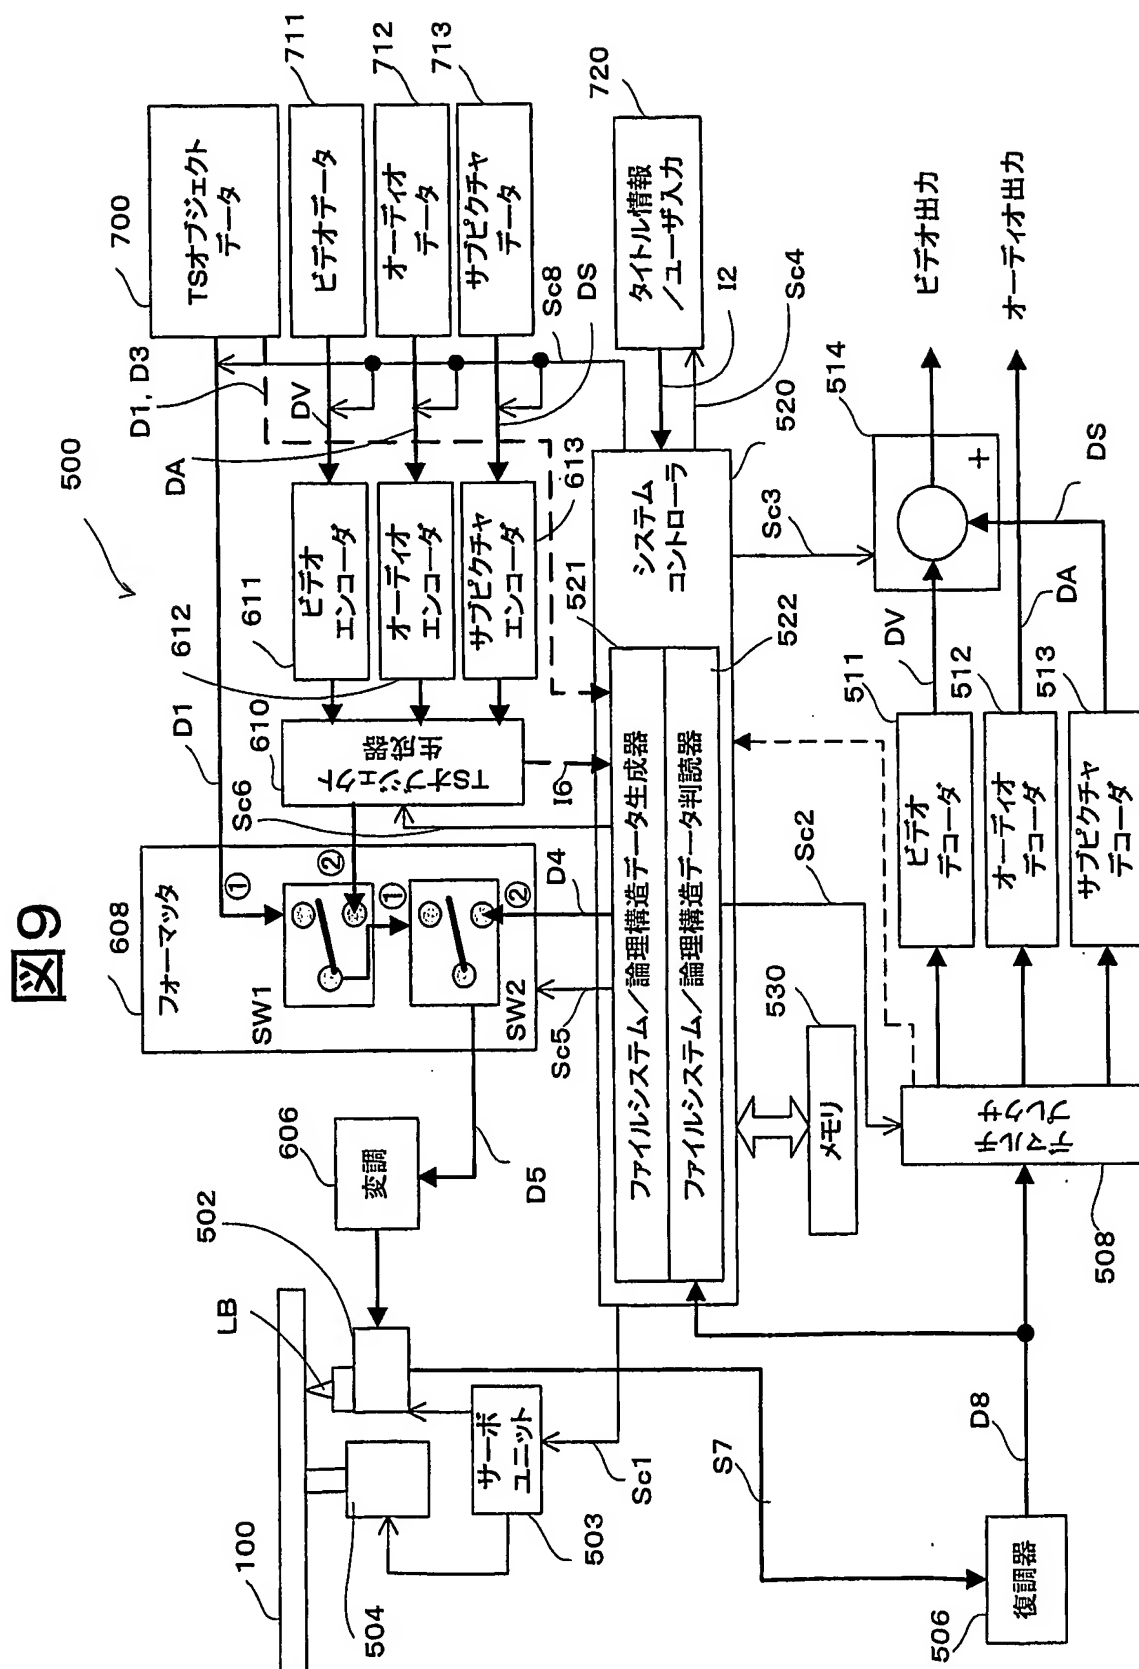 図9
500
100
504
503
サーボ
ユニット
Sc1
LB
502
606
変調
D5
608
フォーマッタ
SW1
SW2
①
②
①
②
Sc5
D4
D1
Sc6
610
TSオブジェクト
生成器
I6
611
612
613
ビデオ
エンコーダ
オーディオ
エンコーダ
サブピクチャ
エンコーダ
DV
DA
DS
D1, D3
700
TSオブジェクト
データ
711
ビデオデータ
712
オーディオ
データ
713
サブピクチャ
データ
Sc8
720
タイトル情報
/ユーザ入力
I2
Sc4
520
システム
コントローラ
521
522
ファイルシステム/論理構造データ生成器
ファイルシステム/論理構造データ判読器
530
メモリ
Sc2
Sc3
S7
506
復調器
D8
508
デマルチ
プレクサ
511
ビデオ
デコーダ
512
オーディオ
デコーダ
513
サブピクチャ
デコーダ
DV
DA
DS
514
+
ビデオ出力
オーディオ出力